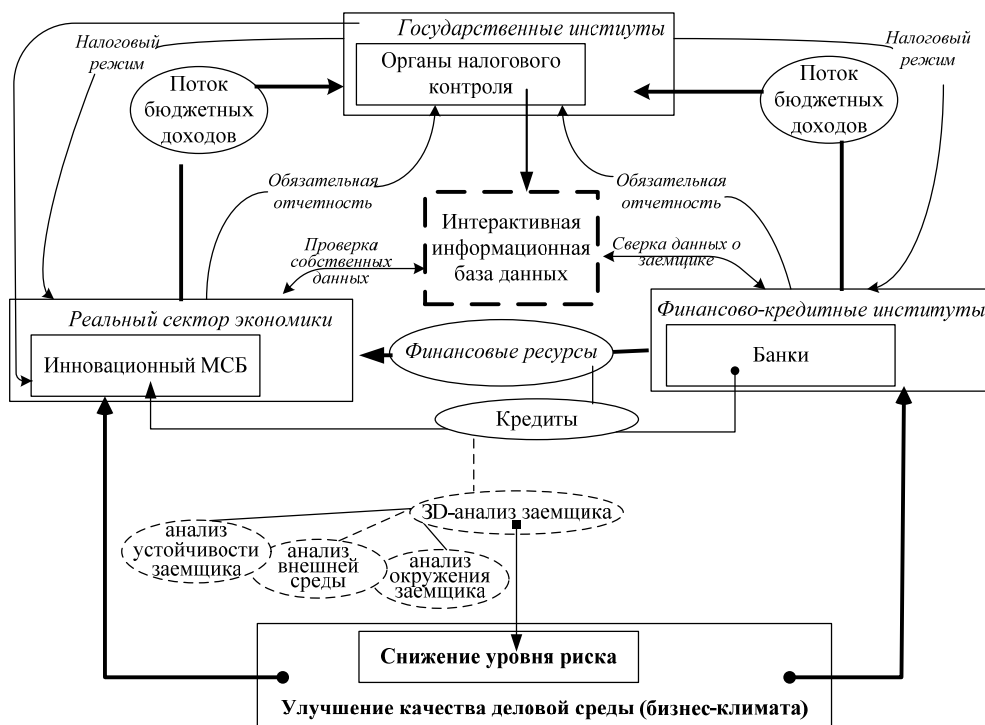 Государственные инстиуты
Налоговый
режим
Налоговый
режим
Органы налогового
контроля
Поток
бюджетных
доходов
Поток
бюджетных
доходов
Обязательная
отчетность
Обязательная
отчетность
Интерактивная
информационная
база данных
Проверка
собственных
данных
Сверка данных о
заемщике
Реальный сектор экономики
Финансово-кредитные институты
Инновационный МСБ
Финансовые ресурсы
Банки
Кредиты
3D-анализ заемщика
анализ
устойчивости
заемщика
анализ
внешней
среды
анализ
окружения
заемщика
Снижение уровня риска
Улучшение качества деловой среды (бизнес-климата)